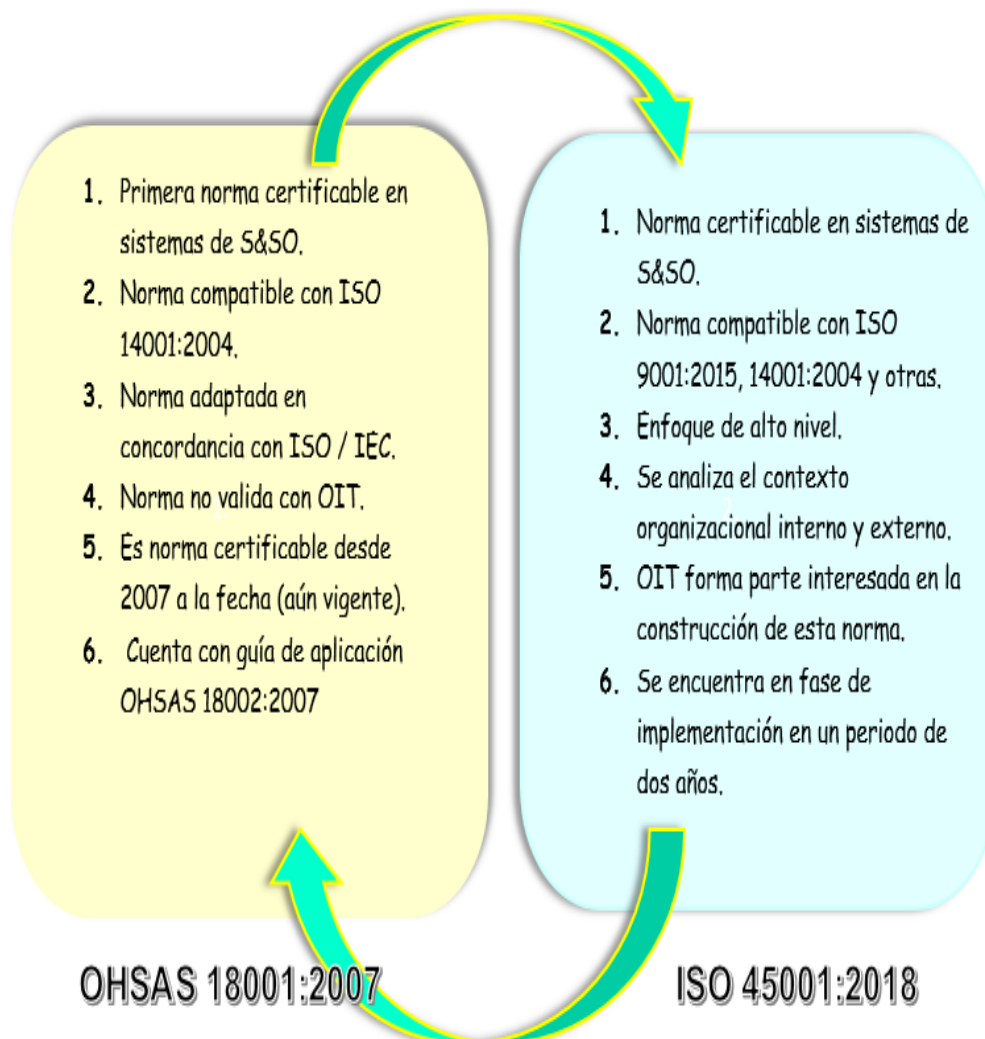 1. Primera norma certificable en
sistemas de S&SO.
2. Norma compatible con ISO
14001:2004.
3. Norma adaptada en
concordancia con ISO / IEC.
4. Norma no valida con OIT.
5. Es norma certificable desde
2007 a la fecha (aún vigente).
6. Cuenta con guía de aplicación
OHSAS 18002:2007
OHSAS 18001:2007
1. Norma certificable en sistemas de
S&SO.
2. Norma compatible con ISO
9001:2015, 14001:2004 y otras.
3. Enfoque de alto nivel.
4. Se analiza el contexto
organizacional interno y externo.
5. OIT forma parte interesada en la
construcción de esta norma.
6. Se encuentra en fase de
implementación en un periodo de
dos años.
ISO 45001:2018